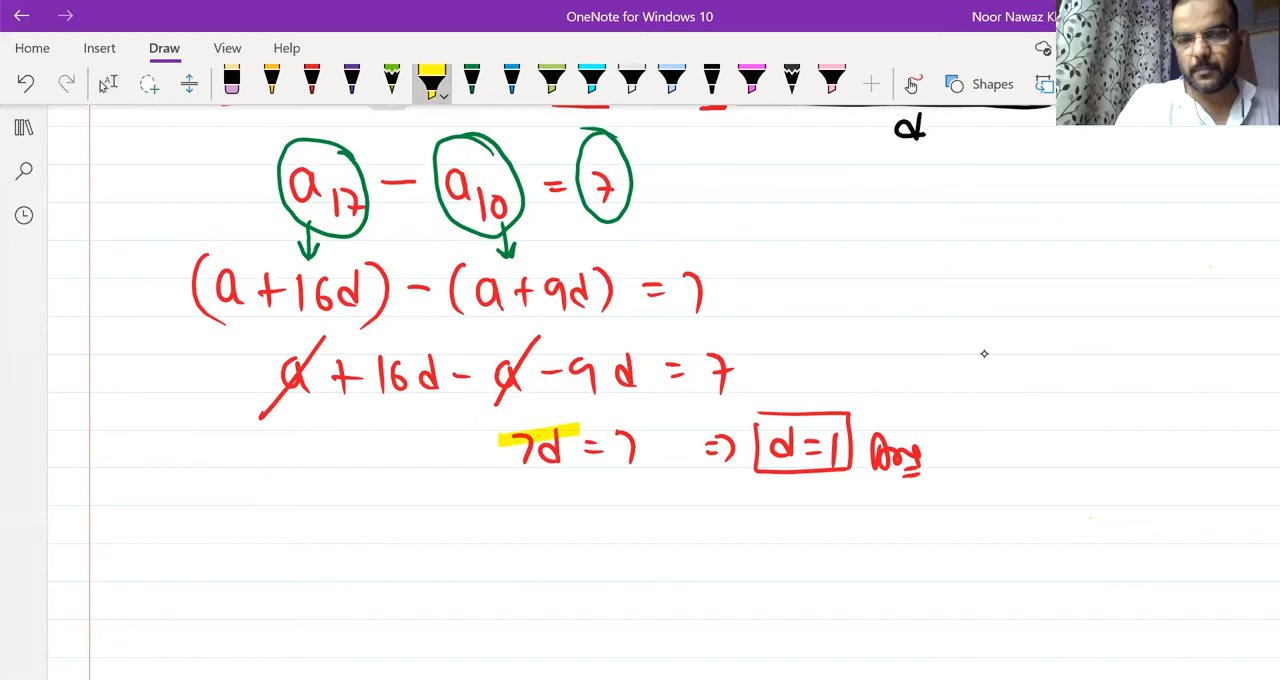 OneNote for Windows 10
Noor Nawaz K
Home Insert Draw View Help
Shapes
d
a17 - a10 = 7
(a+16d) - (a+9d) = 7
a + 16d - a - 9d = 7
7d = 7 => d = 1 Ans